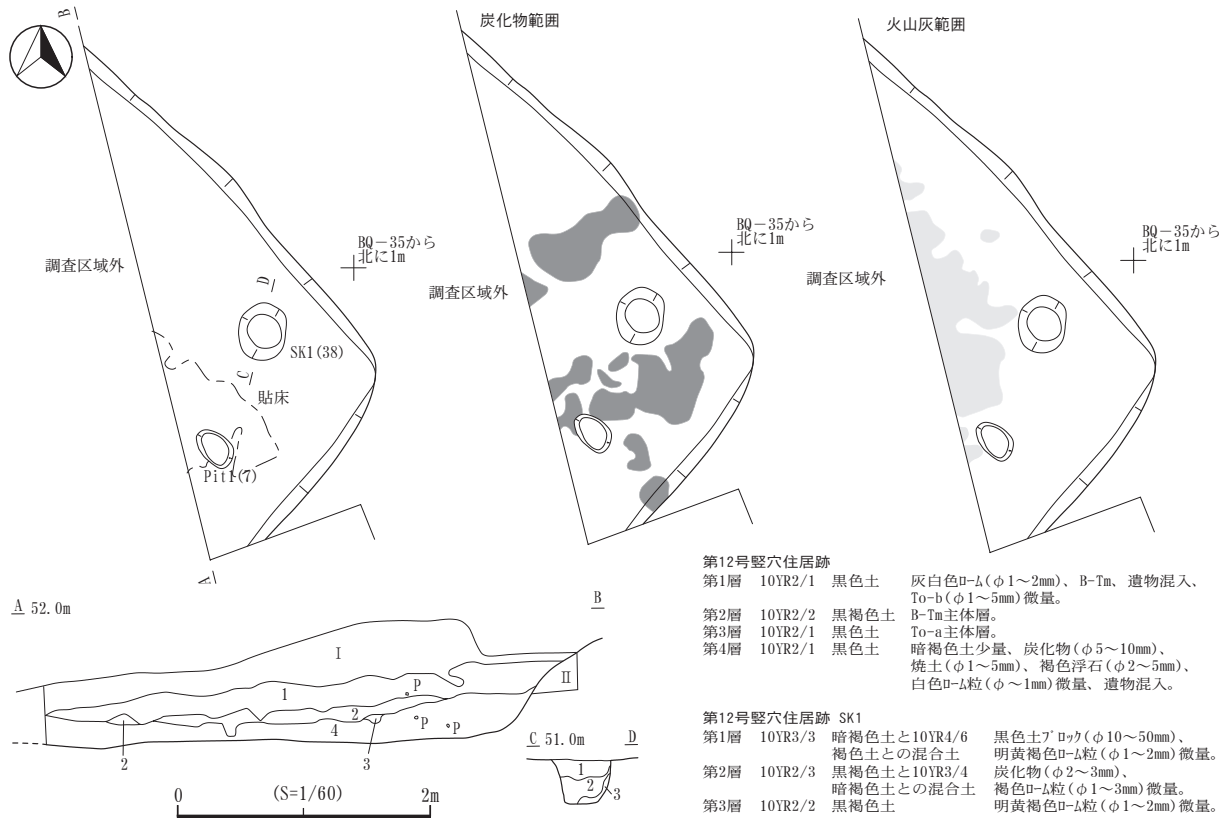 B
炭化物範囲
火山灰範囲
BQ-35から
北に1m
BQ-35から
北に1m
BQ-35から
北に1m
調査区域外
調査区域外
調査区域外
D
SK1(38)
C
貼床
Pit1(7)
A
第12号竪穴住居跡
第1層 10YR2/1 黒色土 灰白色ローム(φ1~2mm)、B-Tm、遺物混入、
To-b(φ1~5mm)微量。
第2層 10YR2/2 黒褐色土 B-Tm主体層。
第3層 10YR2/1 黒色土 To-a主体層。
第4層 10YR2/1 黒色土 暗褐色土少量、炭化物(φ5~10mm)、
焼土(φ1~5mm)、褐色浮石(φ2~5mm)、
白色ローム粒(φ~1mm)微量、遺物混入。
第12号竪穴住居跡 SK1
第1層 10YR3/3 暗褐色土と10YR4/6 黒色土ブロック(φ10~50mm)、
褐色土との混合土 明黄褐色ローム粒(φ1~2mm)微量。
第2層 10YR2/3 黒褐色土と10YR3/4 炭化物(φ2~3mm)、
暗褐色土との混合土 褐色ローム粒(φ1~3mm)微量。
第3層 10YR2/2 黒褐色土 明黄褐色ローム粒(φ1~2mm)微量。
A 52.0m
B
I
II
1
P
2
P
P
4
2
3
C 51.0m D
1
2
3
0 (S=1/60) 2m